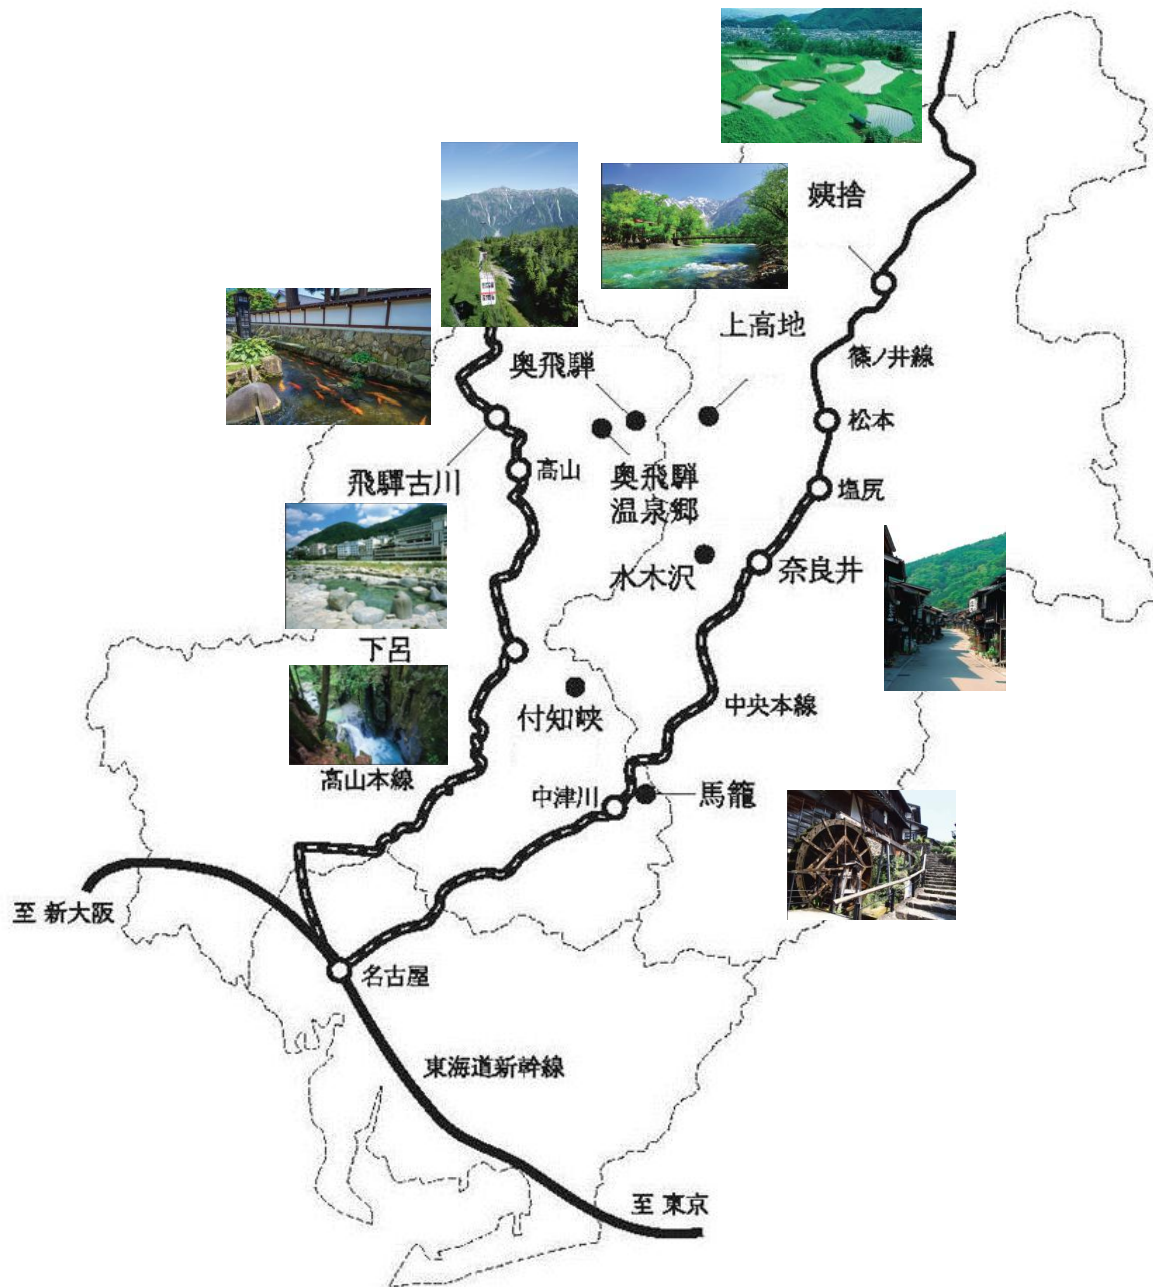 姨捨
上高地
篠ノ井線
奥飛騨
松本
飛騨古川
高山
奥飛騨
温泉郷
塩尻
水木沢
奈良井
下呂
付知峡
中央本線
高山本線
中津川
馬籠
至 新大阪
名古屋
東海道新幹線
至 東京